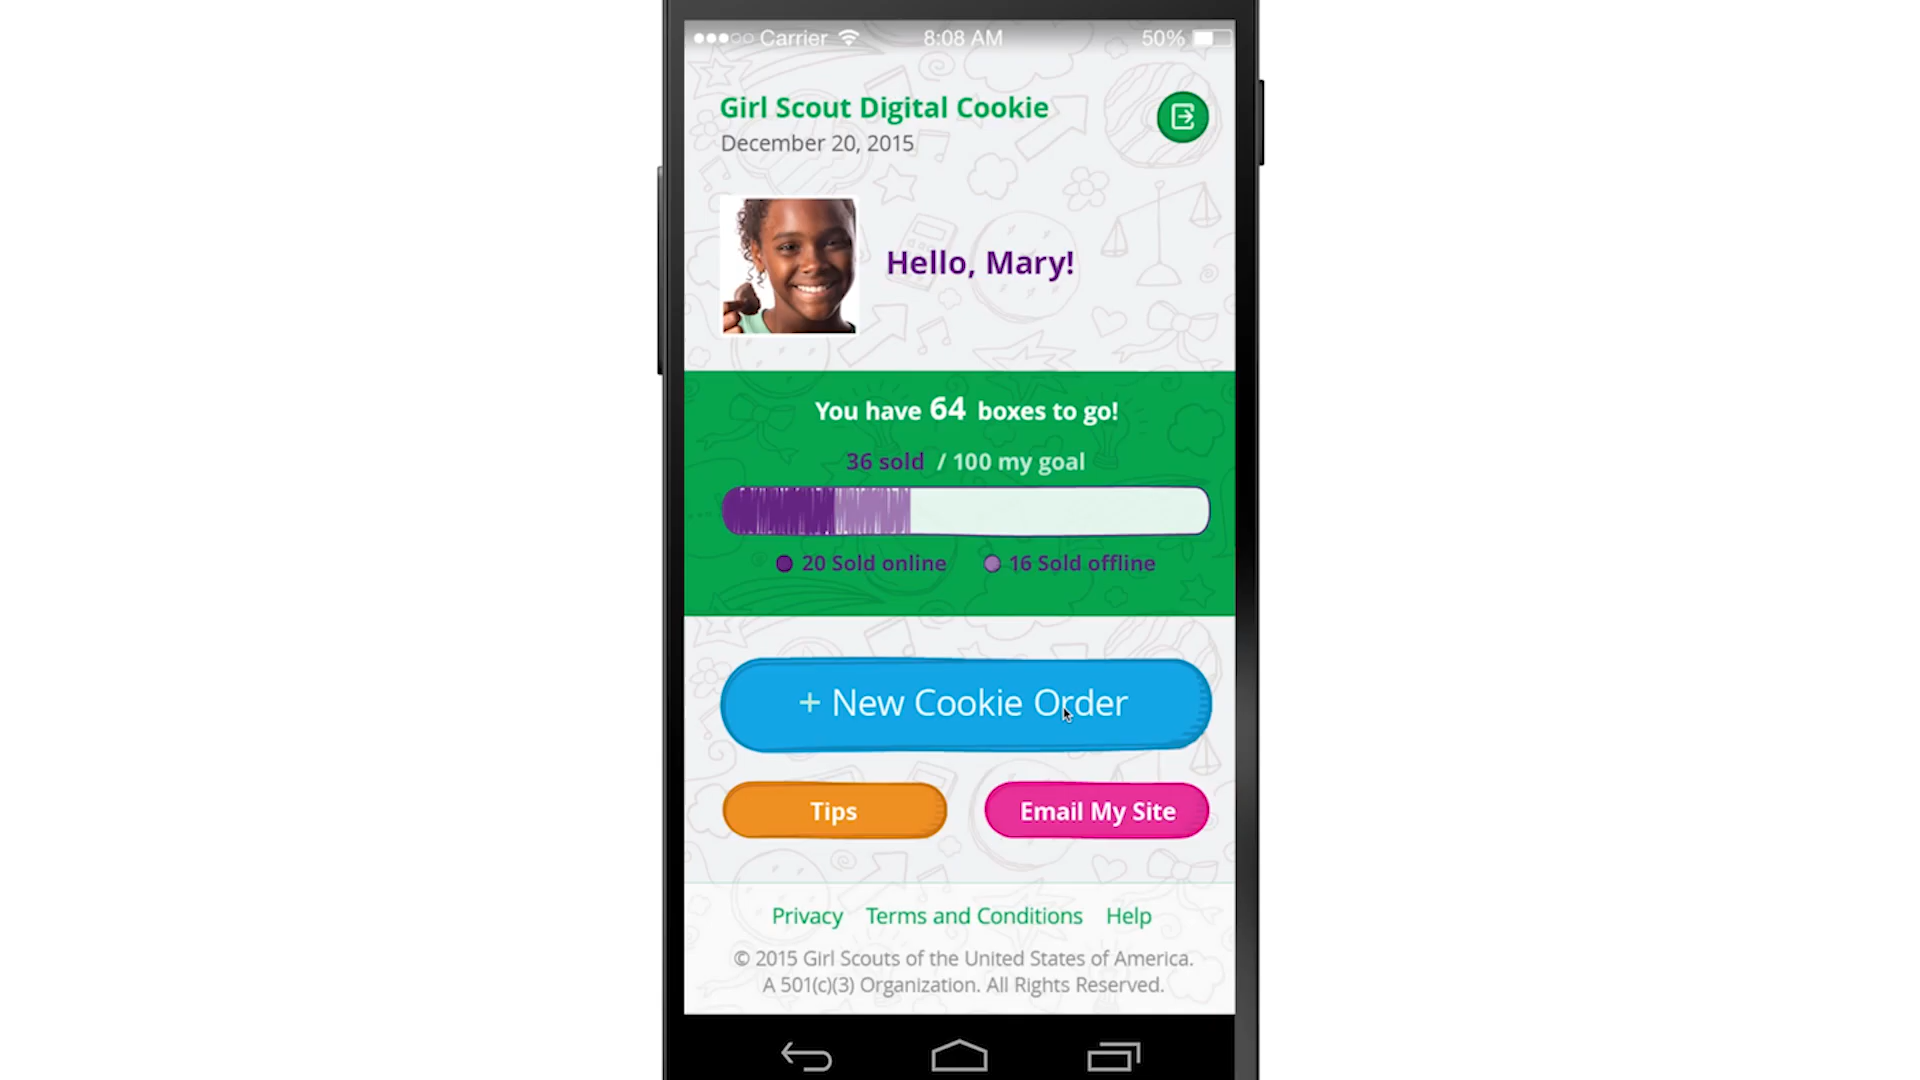 Carrier 8:08 AM 50%
Girl Scout Digital Cookie
December 20, 2015
Hello, Mary!
You have 64 boxes to go!
36 sold / 100 my goal
20 Sold online 16 Sold offline
+ New Cookie Order
Tips Email My Site
Privacy Terms and Conditions Help
© 2015 Girl Scouts of the United States of America.
A 501(c)(3) Organization. All Rights Reserved.